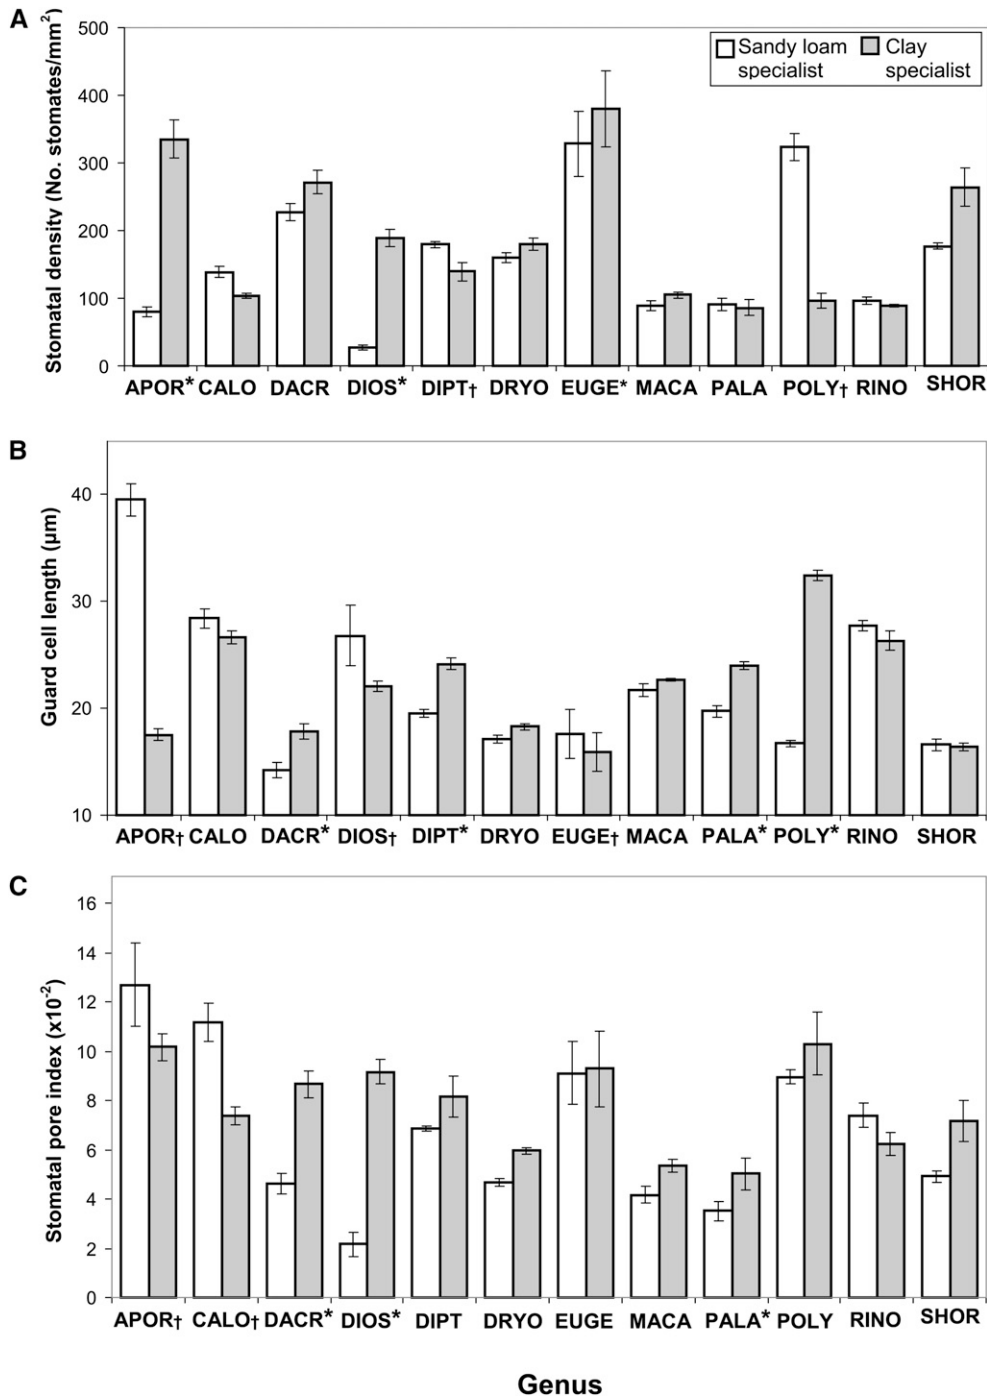 A
Stomatal density (No. stomates/mm²)
500
400
300
200
100
0
Sandy loam specialist
Clay specialist
APOR* CALO DACR DIOS* DIPT† DRYO EUGE* MACA PALA POLY† RINO SHOR
B
Guard cell length (µm)
40
30
20
10
APOR† CALO DACR* DIOS† DIPT* DRYO EUGE† MACA PALA* POLY* RINO SHOR
C
Stomatal pore index (x10⁻²)
16
14
12
10
8
6
4
2
0
APOR† CALO† DACR* DIOS* DIPT DRYO EUGE MACA PALA* POLY RINO SHOR
Genus